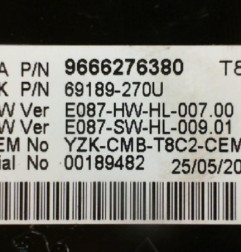 A P/N 9666276380 T8
K P/N 69189-270U
W Ver E087-HW-HL-007.00
W Ver E087-SW-HL-009.01
EM No YZK-CMB-T8C2-CEM
ial No 00189482 25/05/20